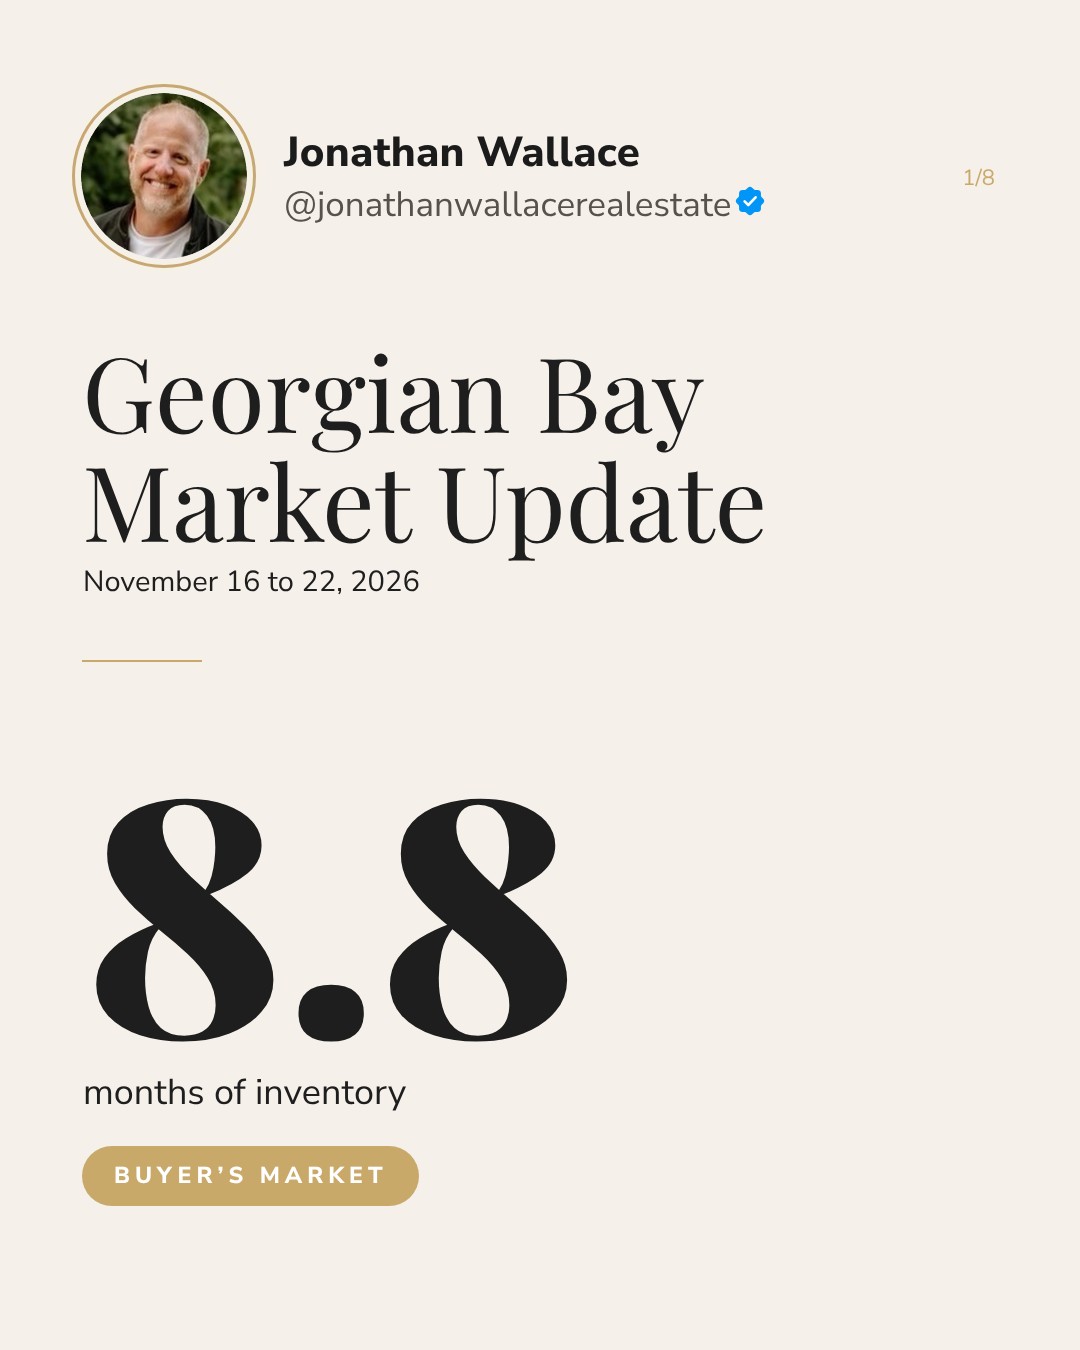 Jonathan Wallace
@jonathanwallacerealestate
1/8
Georgian Bay
Market Update
November 16 to 22, 2026
8.8
months of inventory
BUYER’S MARKET